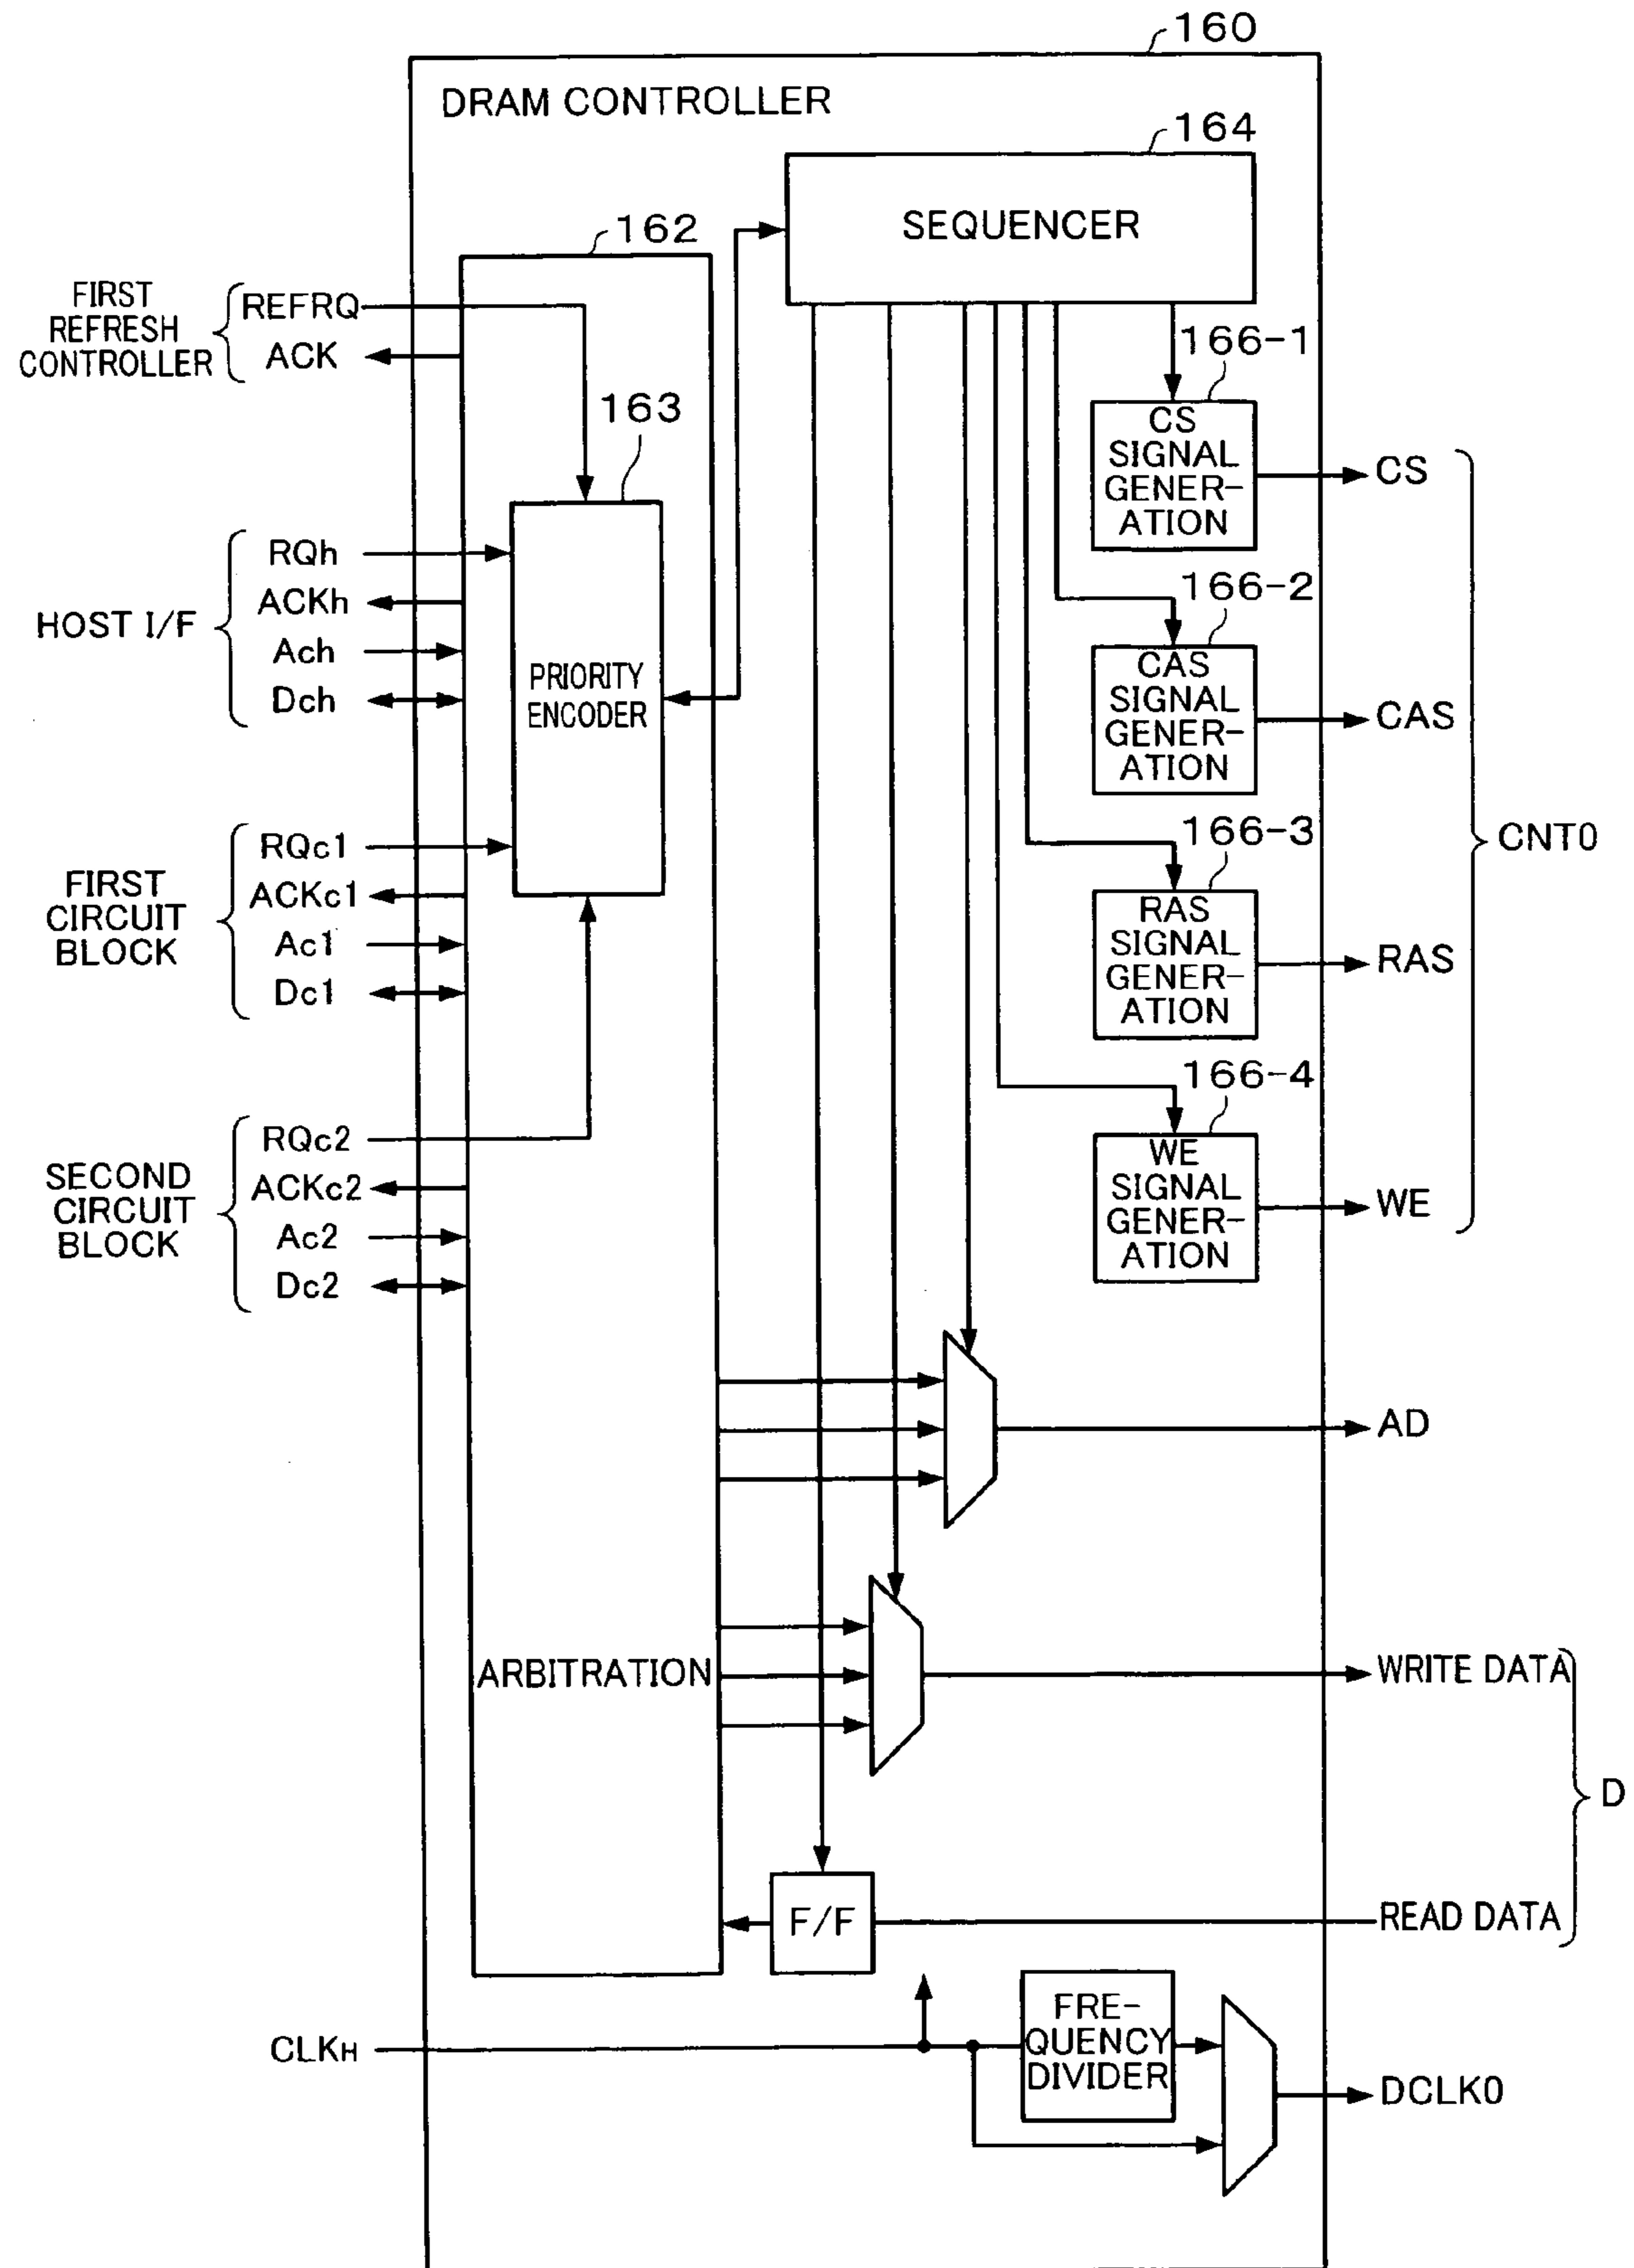 160
DRAM CONTROLLER
164
SEQUENCER
162
FIRST
REFRESH
CONTROLLER
REFRQ
ACK
163
166-1
CS
SIGNAL
GENER-
ATION
CS
HOST I/F
RQh
ACKh
Ach
Dch
PRIORITY
ENCODER
166-2
CAS
SIGNAL
GENER-
ATION
CAS
CNT0
FIRST
CIRCUIT
BLOCK
RQc1
ACKc1
Ac1
Dc1
166-3
RAS
SIGNAL
GENER-
ATION
RAS
SECOND
CIRCUIT
BLOCK
RQc2
ACKc2
Ac2
Dc2
166-4
WE
SIGNAL
GENER-
ATION
WE
AD
ARBITRATION
WRITE DATA
D
F/F
READ DATA
CLKH
FRE-
QUENCY
DIVIDER
DCLK0